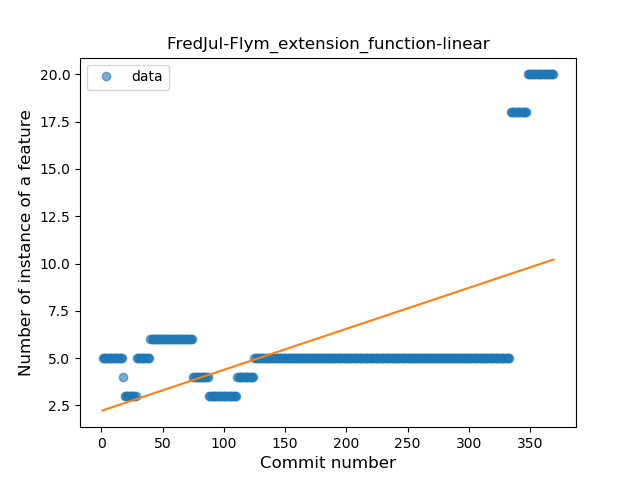 FredJul-Flym_extension_function-linear
data
Number of instance of a feature
20.0
17.5
15.0
12.5
10.0
7.5
5.0
2.5
0 50 100 150 200 250 300 350
Commit number